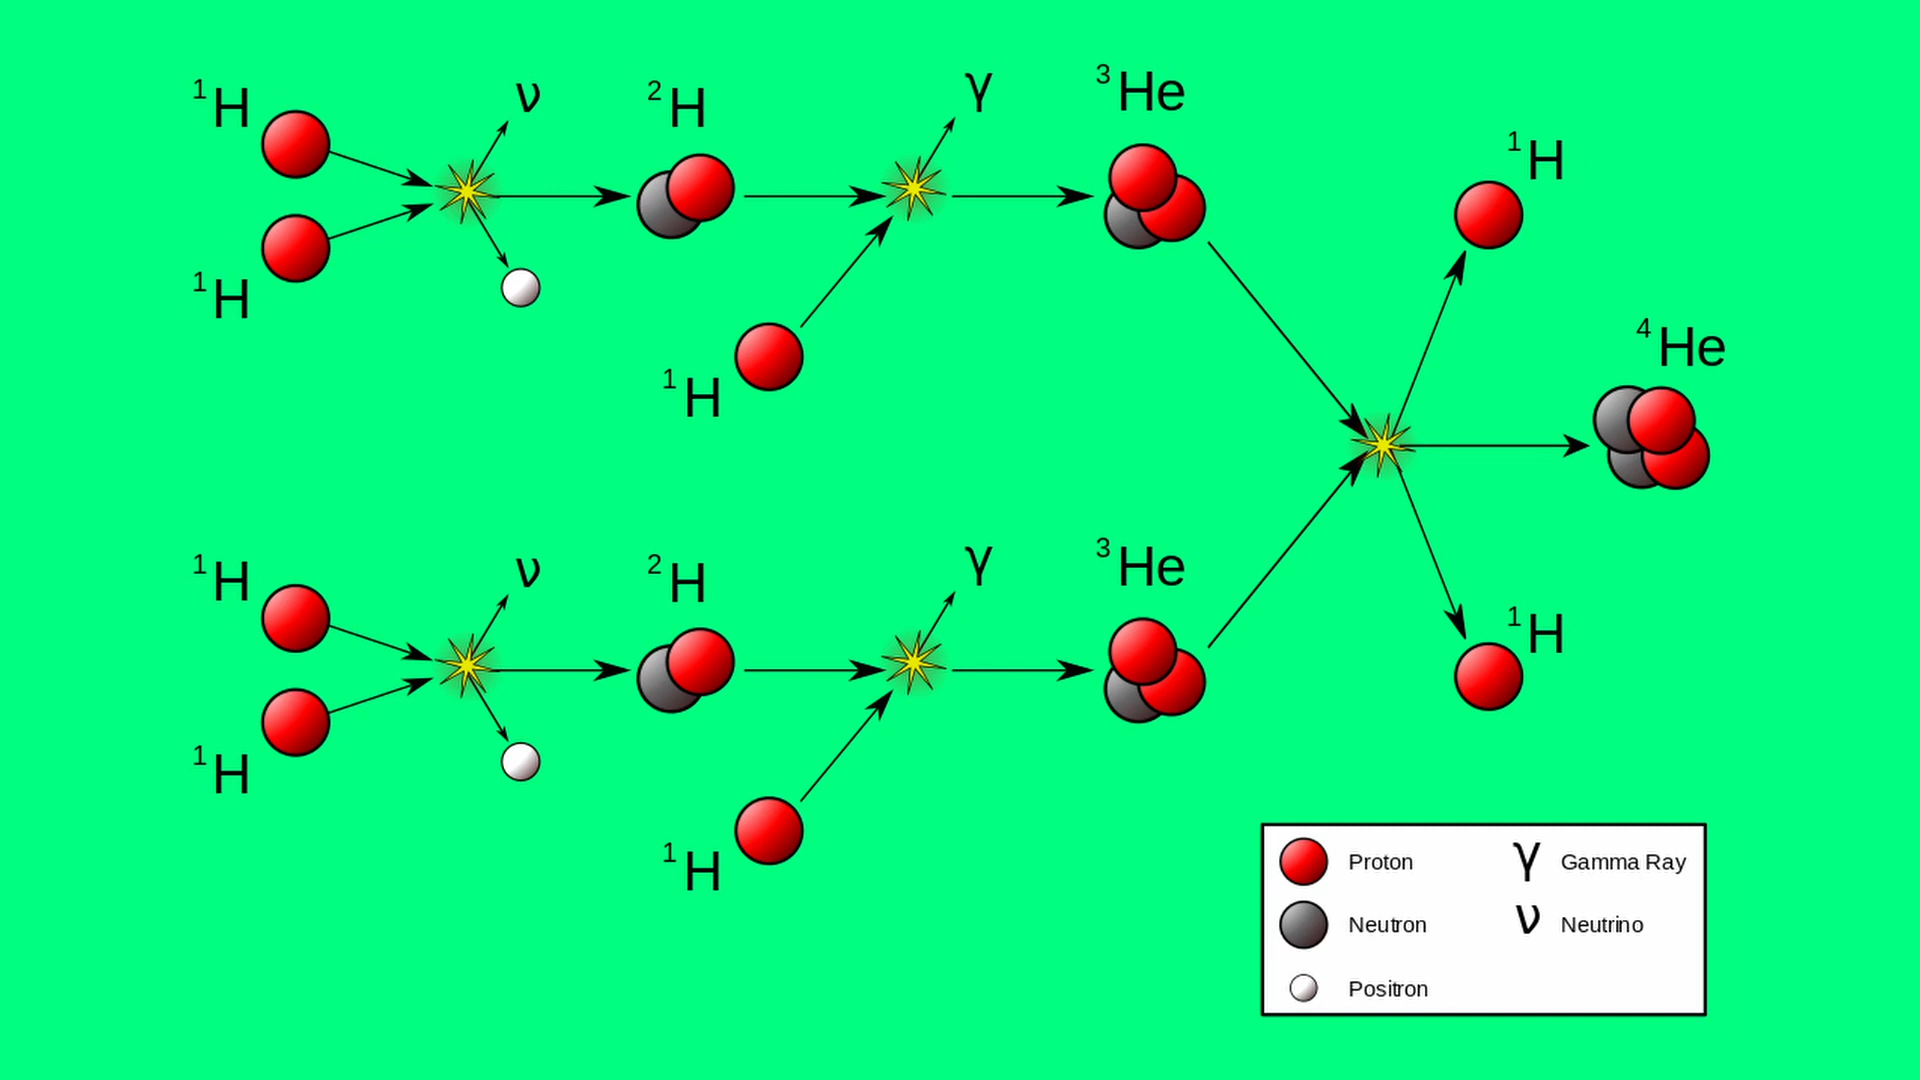 ¹H
ν
²H
γ
³He
¹H
¹H
¹H
⁴He
¹H
ν
²H
γ
³He
¹H
¹H
¹H
¹H
Proton
γ Gamma Ray
Neutron
ν Neutrino
Positron